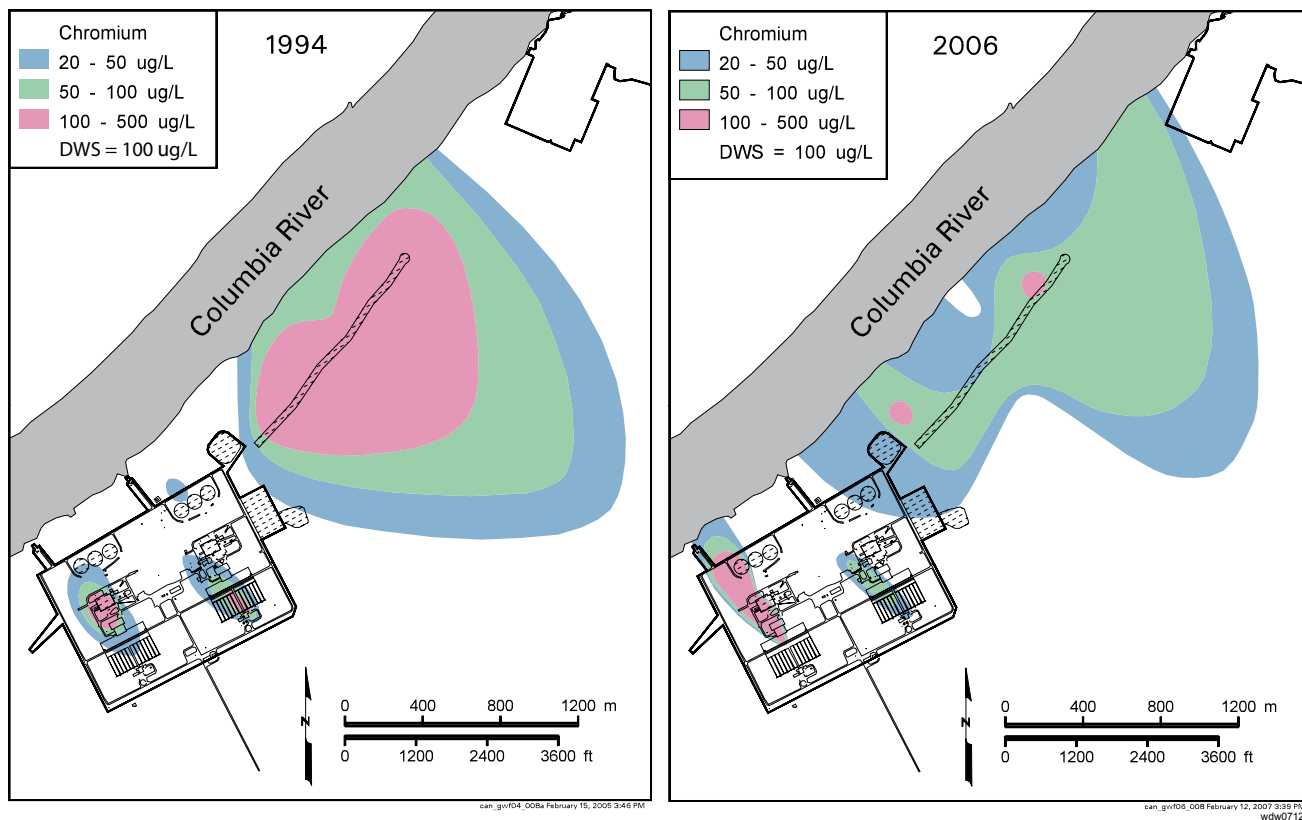 Chromium
20 - 50 ug/L
50 - 100 ug/L
100 - 500 ug/L
DWS = 100 ug/L
1994
Columbia River
N
0 400 800 1200 m
0 1200 2400 3600 ft
can_gwf04_008a February 15, 2005 3:46 PM
Chromium
20 - 50 ug/L
50 - 100 ug/L
100 - 500 ug/L
DWS = 100 ug/L
2006
Columbia River
N
0 400 800 1200 m
0 1200 2400 3600 ft
can_gwf06_008 February 12, 2007 3:39 PM
wdw0712